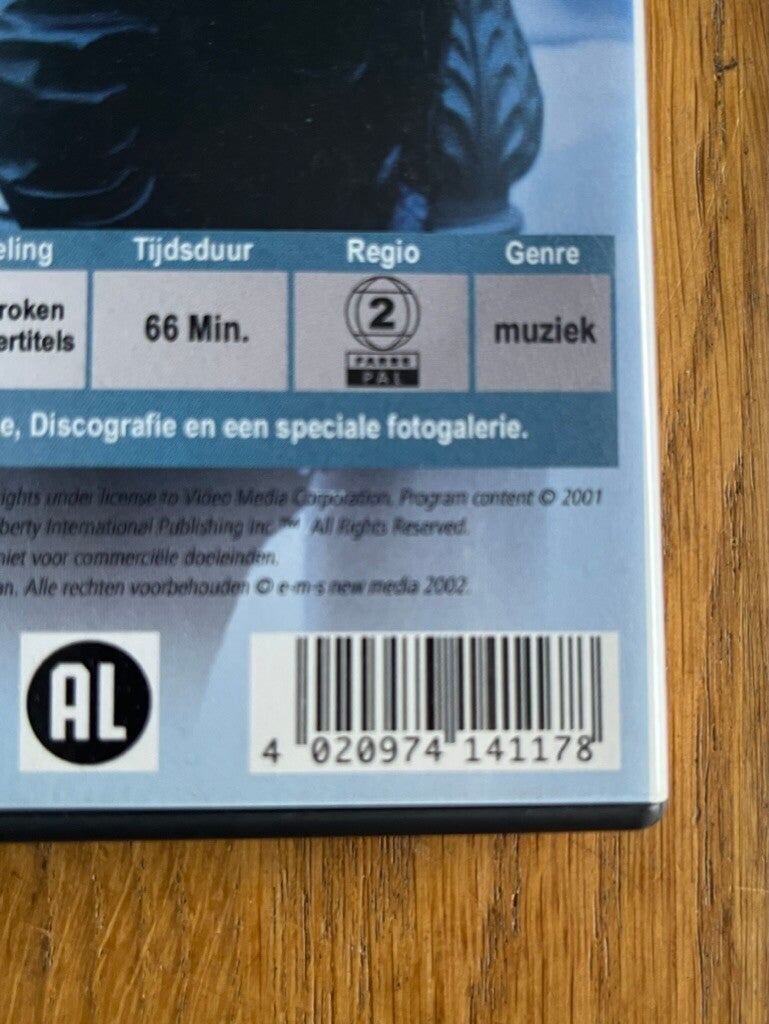 eling Tijdsduur Regio Genre
roken
ertitels
66 Min.
2
PAL
muziek
e, Discografie en een speciale fotogalerie.
ights under license to Video Media Corporation. Program content © 2001
berty International Publishing Inc.™ All Rights Reserved.
niet voor commerciële doeleinden.
an. Alle rechten voorbehouden © e-m-s new media 2002.
AL
4 020974 141178